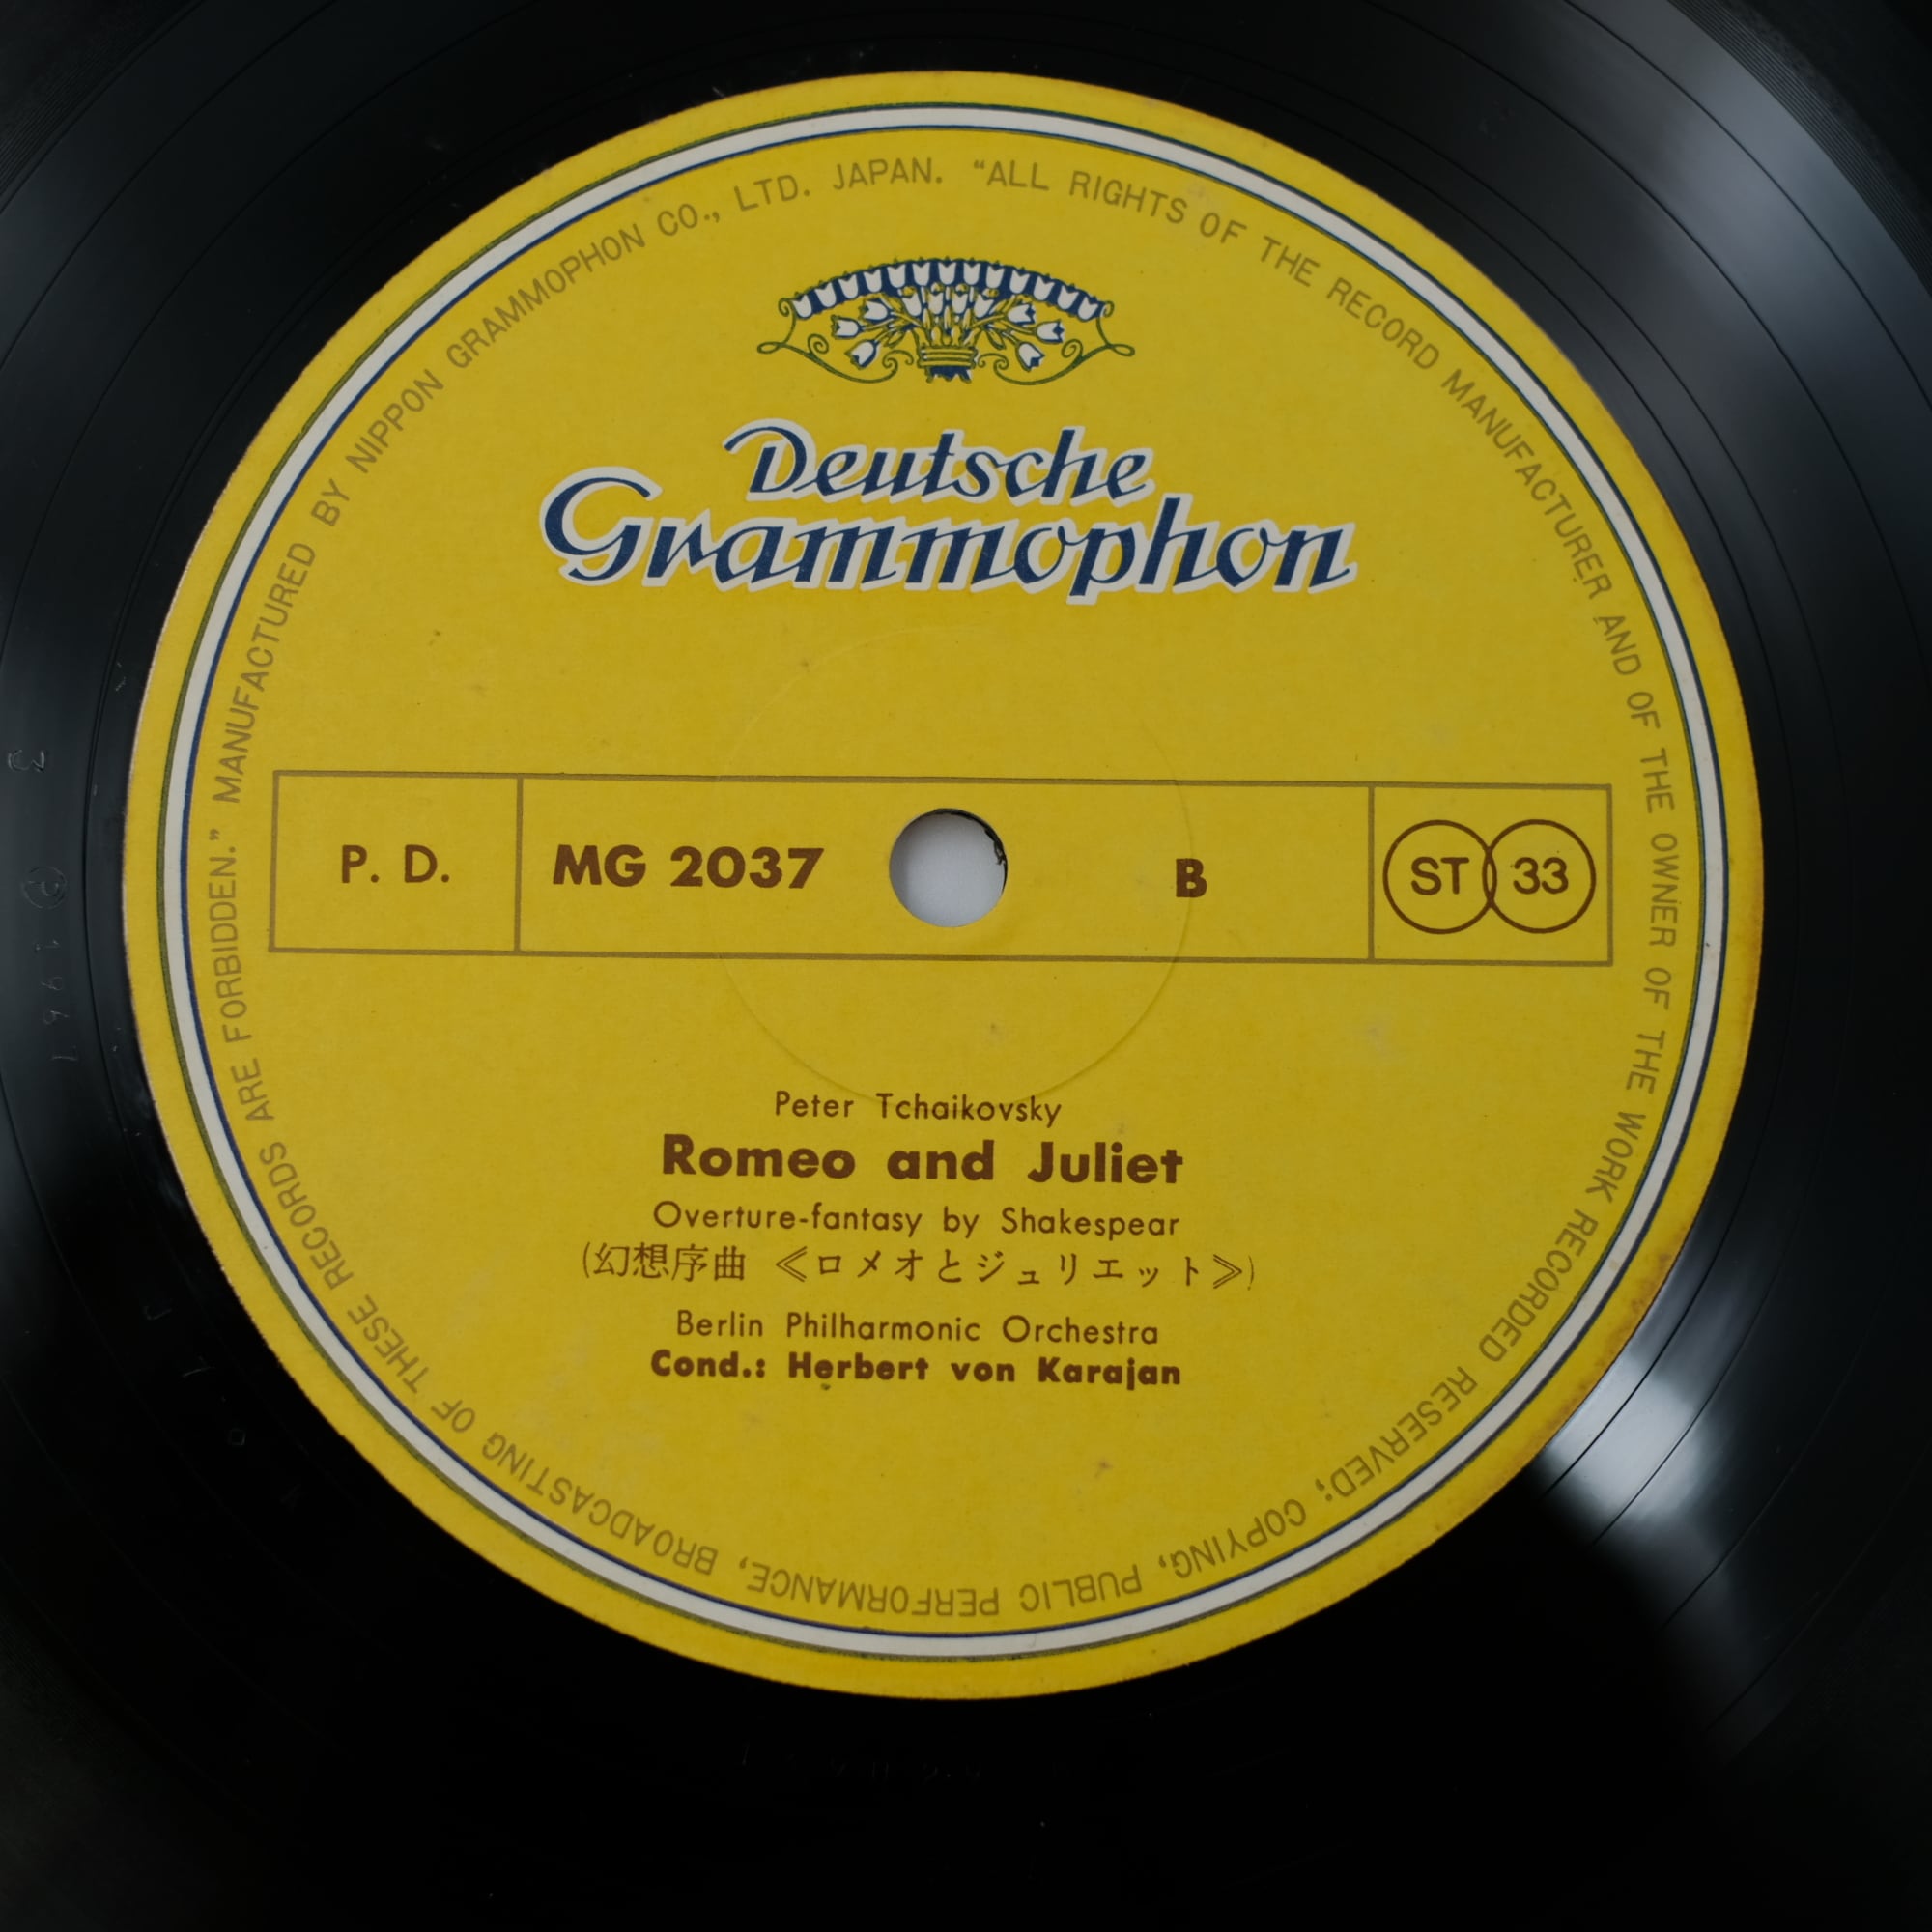 MANUFACTURED BY NIPPON GRAMMOPHON CO., LTD. JAPAN. “ALL RIGHTS OF THE RECORD MANUFACTURER AND OF THE OWNER OF THE WORK RECORDED RESERVED; COPYING, PUBLIC PERFORMANCE, BROADCASTING OF THESE RECORDS ARE FORBIDDEN.”
Deutsche
Grammophon
P. D. MG 2037 B ST 33
Peter Tchaikovsky
Romeo and Juliet
Overture-fantasy by Shakespear
(幻想序曲 ≪ロメオとジュリエット≫)
Berlin Philharmonic Orchestra
Cond.: Herbert von Karajan
3
Ⓟ 1967